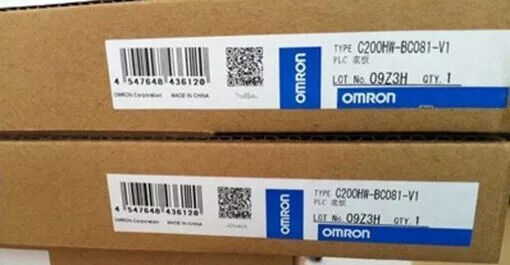 TYPE C200HW-BC081-V1
PLC 底板
LOT No. 09Z3H QTY. 1
OMRON
OMRON
4 547648 436120
OMRON Corporation MADE IN CHINA
TYPE C200HW-BC081-V1
PLC 底板
LOT No. 09Z3H QTY. 1
OMRON
OMRON
4 547648 436120
OMRON Corporation MADE IN CHINA